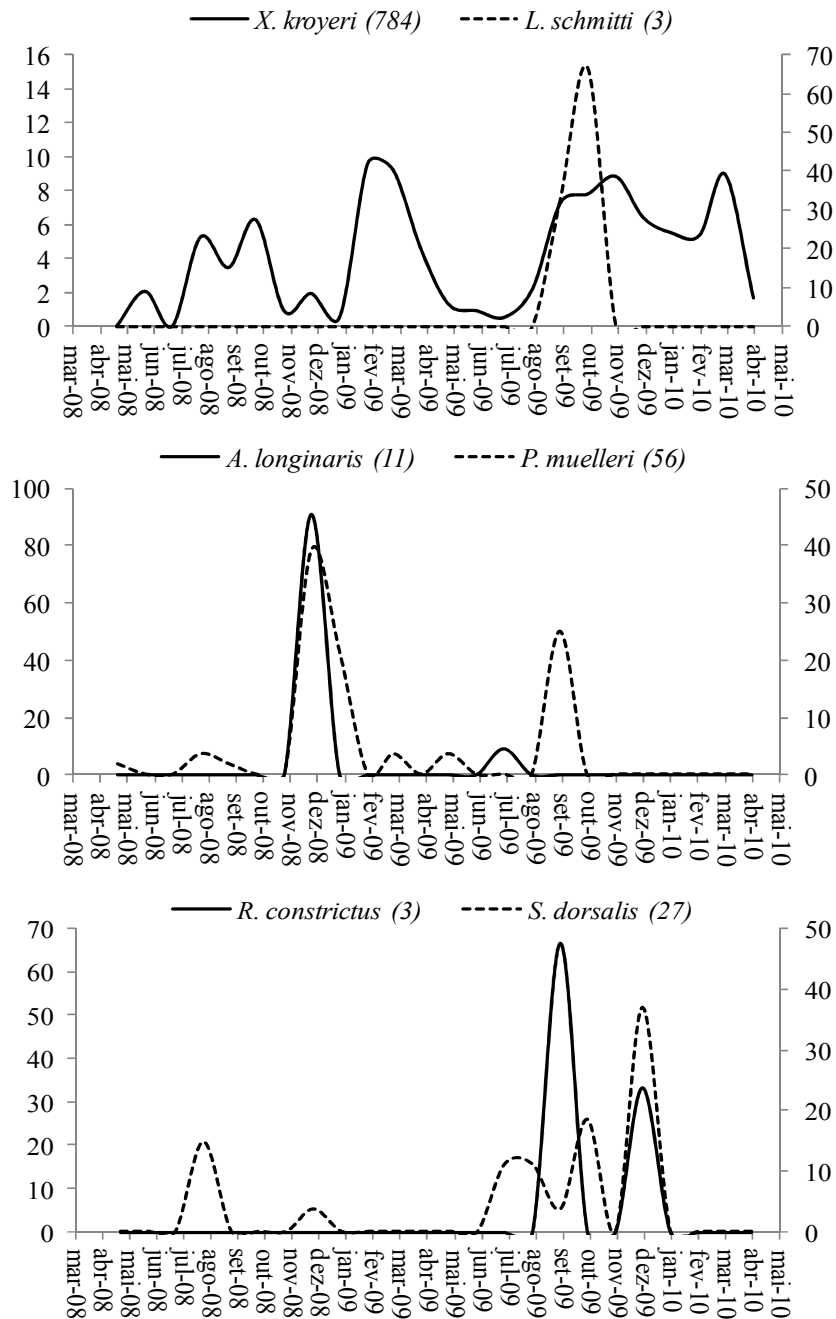 X. kroyeri (784) L. schmitti (3)
16 70
14 60
12 50
10 40
8 30
6 20
4 10
2 0
0
mar-08
abr-08
mai-08
jun-08
jul-08
ago-08
set-08
out-08
nov-08
dez-08
jan-09
fev-09
mar-09
abr-09
mai-09
jun-09
jul-09
ago-09
set-09
out-09
nov-09
dez-09
jan-10
fev-10
mar-10
abr-10
mai-10
A. longinaris (11) P. muelleri (56)
100 50
80 40
60 30
40 20
20 10
0 0
mar-08
abr-08
mai-08
jun-08
jul-08
ago-08
set-08
out-08
nov-08
dez-08
jan-09
fev-09
mar-09
abr-09
mai-09
jun-09
jul-09
ago-09
set-09
out-09
nov-09
dez-09
jan-10
fev-10
mar-10
abr-10
mai-10
R. constrictus (3) S. dorsalis (27)
70 50
60 40
50 30
40 20
30 10
20 0
10
0
mar-08
abr-08
mai-08
jun-08
jul-08
ago-08
set-08
out-08
nov-08
dez-08
jan-09
fev-09
mar-09
abr-09
mai-09
jun-09
jul-09
ago-09
set-09
out-09
nov-09
dez-09
jan-10
fev-10
mar-10
abr-10
mai-10